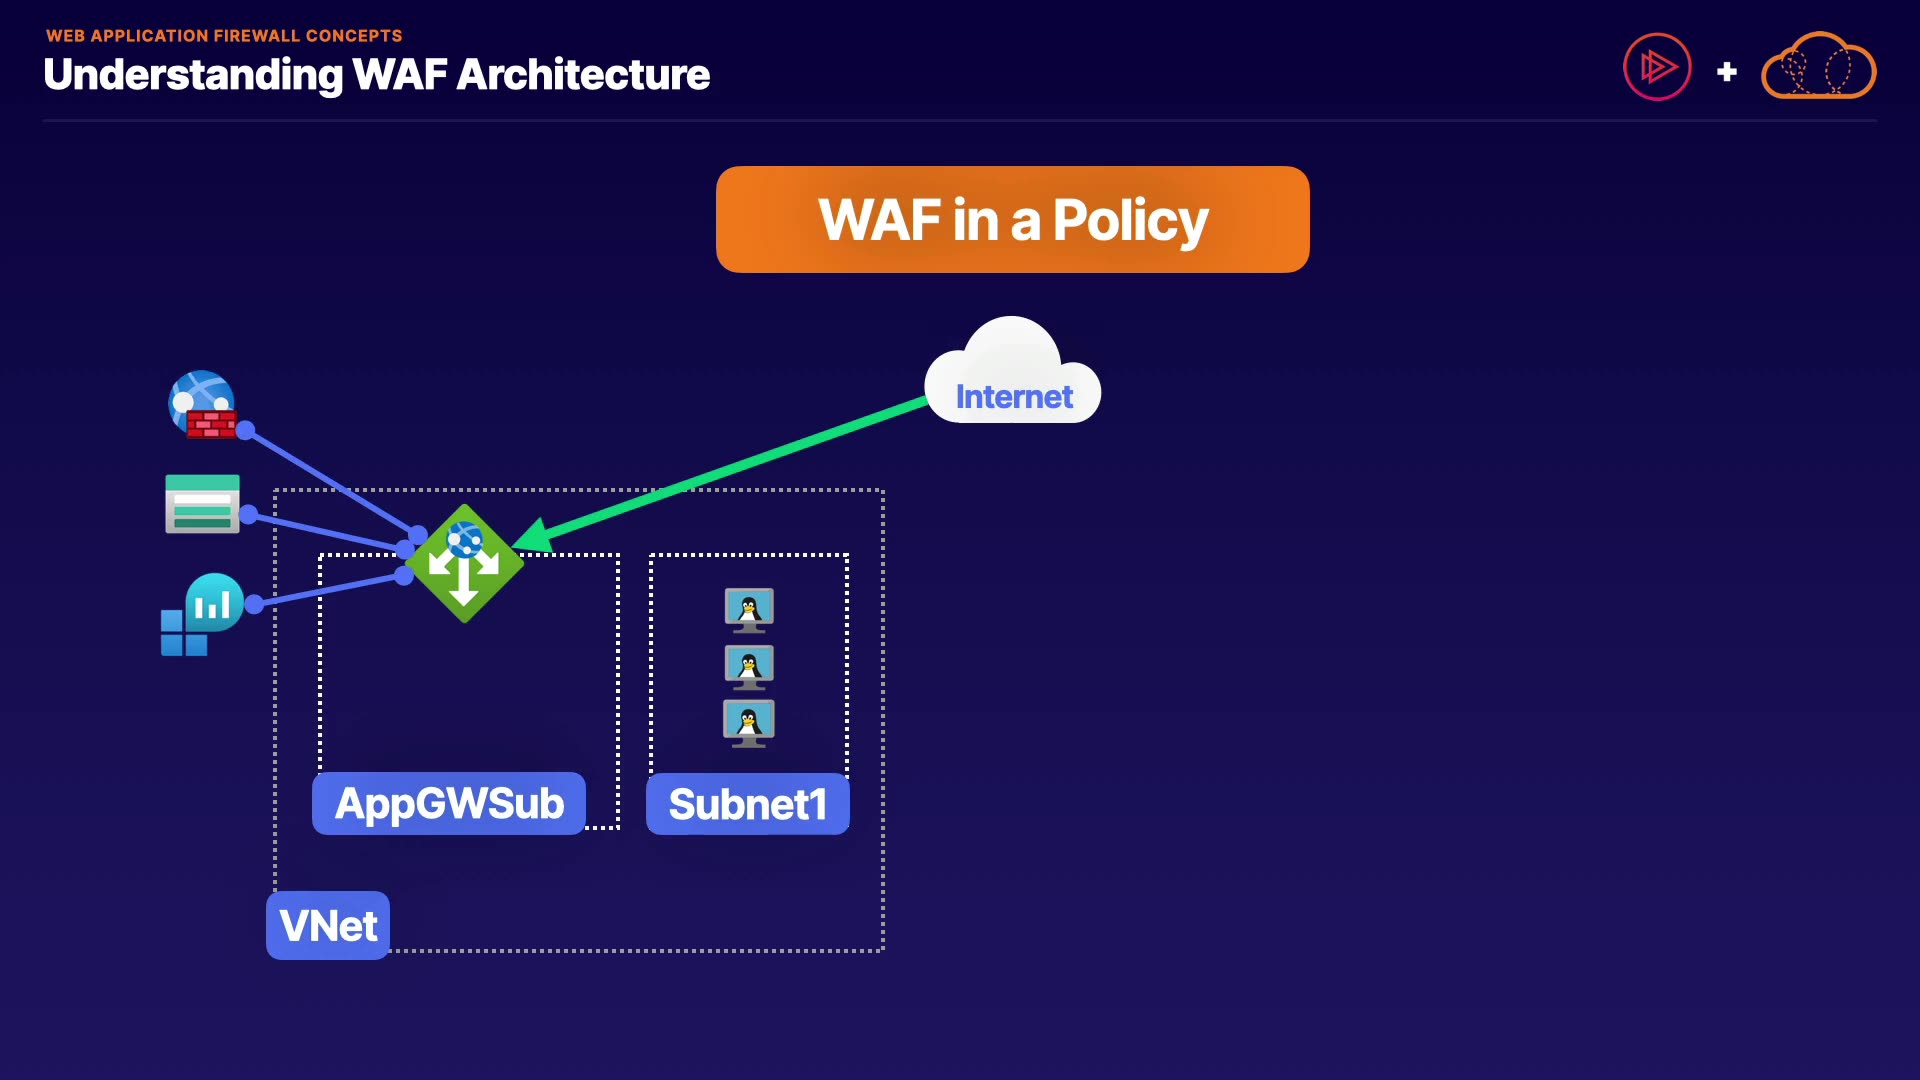 WEB APPLICATION FIREWALL CONCEPTS
Understanding WAF Architecture
WAF in a Policy
Internet
AppGWSub
Subnet1
VNet